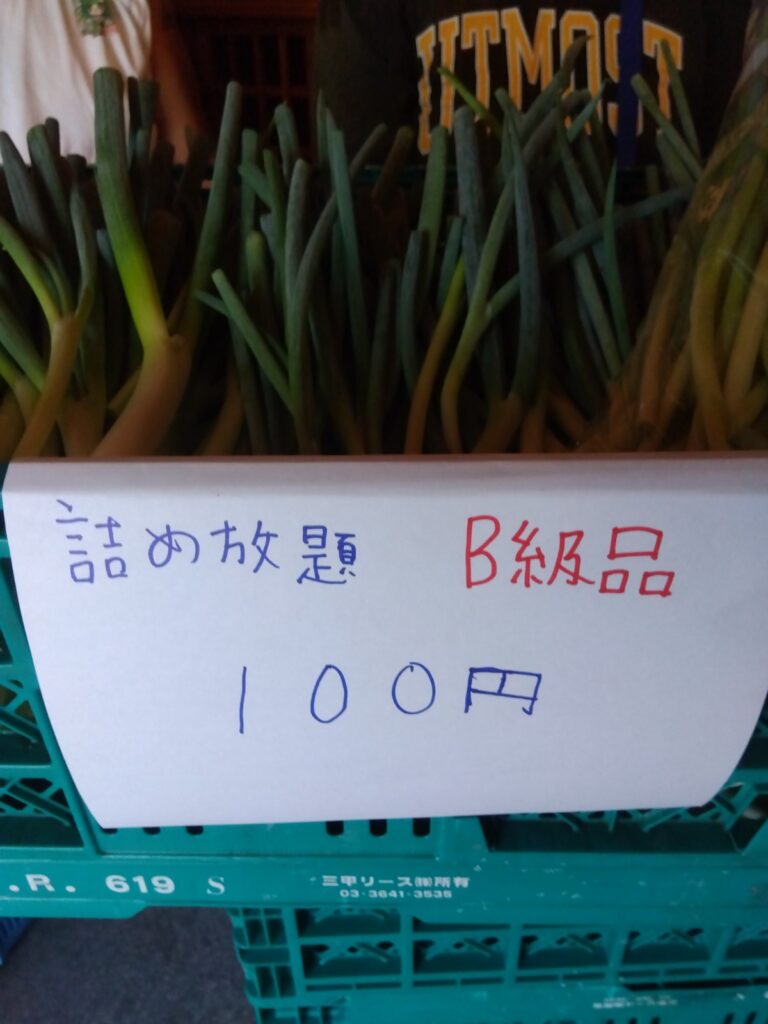 UTMOST
詰め放題 B級品
100円
.R. 619 S
三甲リース㈱所有
03-3641-3535